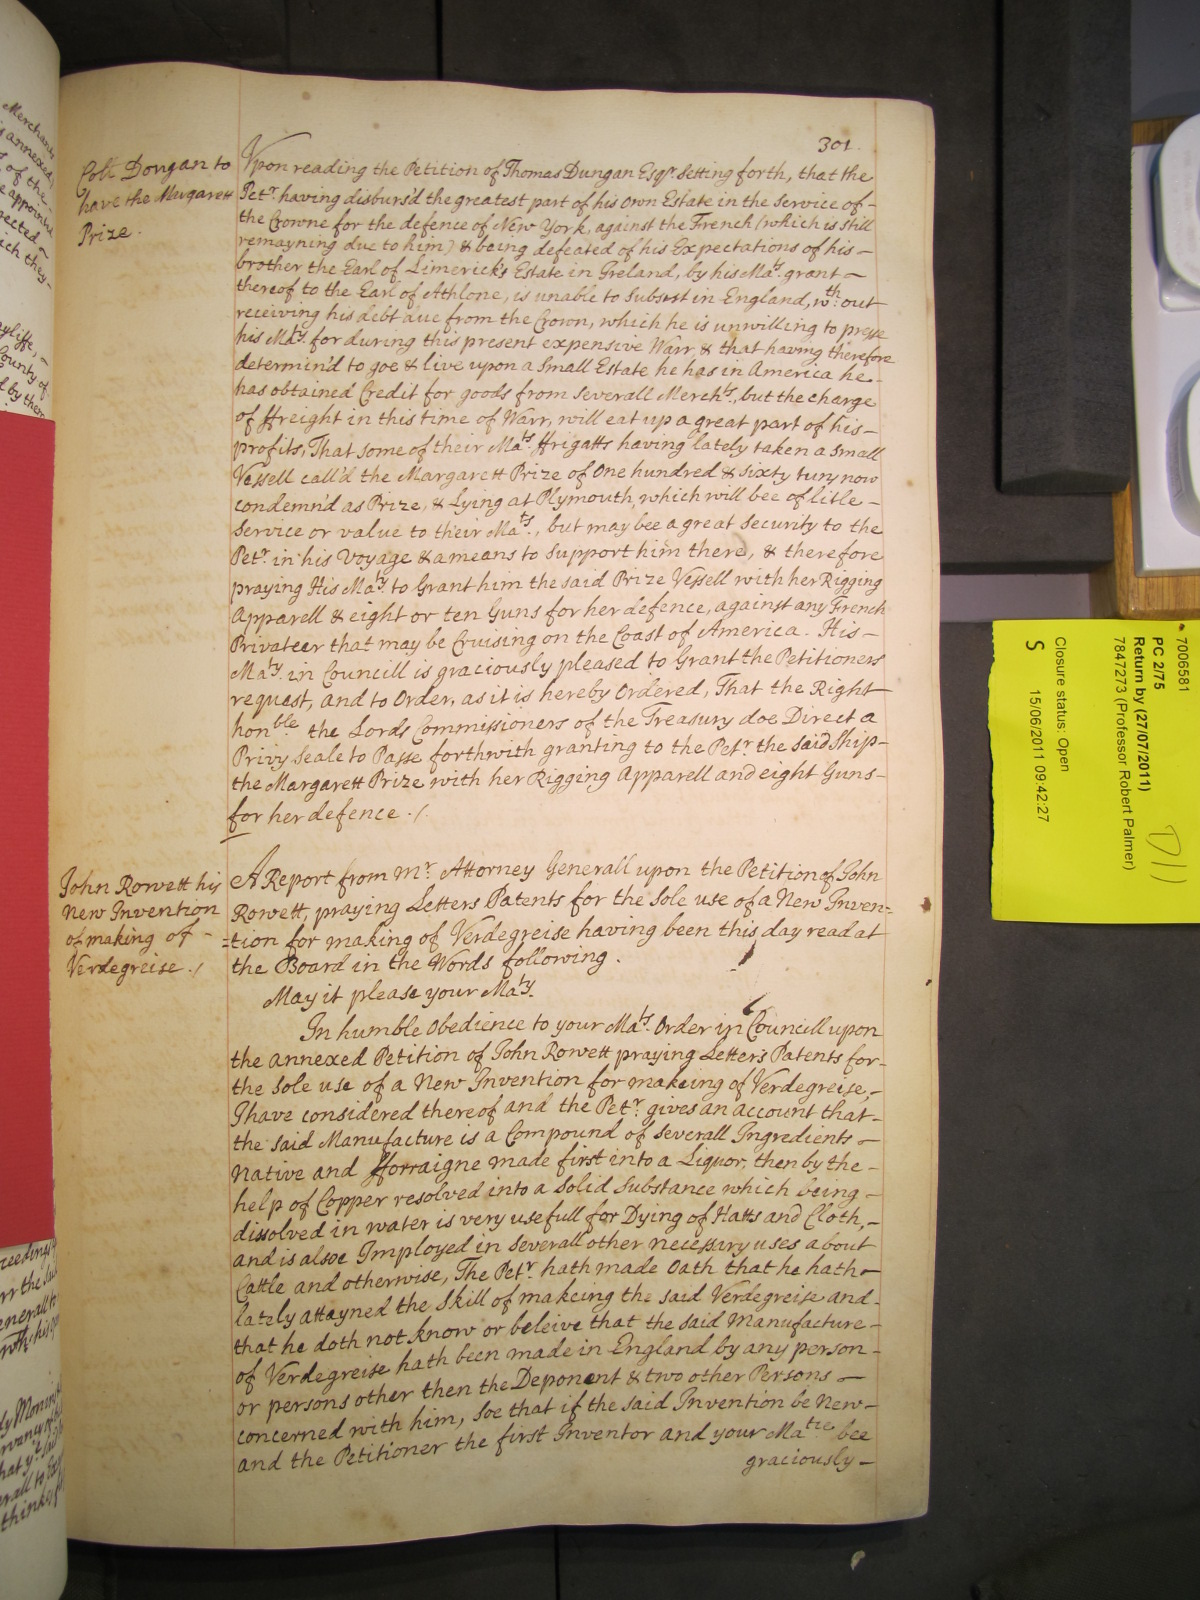 301
Coll Dongan to
have the Margarett
Prize.
Vpon reading the Petition of Thomas Dungan Esqr. Setting forth, that the
Petr. having disburs'd the greatest part of his own Estate in the Service of-
the Crowne for the defence of New York, against the French (which is still
remayning due to him) & being defeated of his Expectations of his-
brother the Earl of Limerick's Estate in Ireland, by his Mats. grant-
thereof to the Earl of Athlone, is unable to Subsist in England, wth. out
receiving his debt due from the Crown, which he is unwilling to presse
his Maty. for during this present expensive Warr, & that having therefore
determin'd to goe & live upon a Small Estate he has in America he-
has obtained Credit for goods from Severall Merchts., but the charge
of ffreight in this time of Warr, will eat up a great part of his-
profits, That some of their Mats. ffrigatts having lately taken a Small
Vessell call'd the Margarett Prize of One hundred & Sixty tuns now
condemn'd as Prize, & Lying at Plymouth, which will bee of litle-
Service or value to their Mats., but may bee a great Security to the
Petr. in his Voyage & a means to Support him there, & therefore
praying His Maty. to Grant him the said Prize Vessell with her Rigging
Apparell & eight or ten Guns for her defence, against any French
Privateer that may be Cruising on the Coast of America. His-
Maty. in Councill is graciously pleased to Grant the Petitioners
request, and to Order, as it is hereby Ordered, That the Right
honble. the Lords Commissioners of the Treasury doe Direct a
Privy Seale to Passe forthwith granting to the Petr. the said Ship-
the Margarett Prize with her Rigging Apparell and eight Guns-
for her defence ./
John Rowett his
New Invention
of making of -
Verdegreise ./
A Report from Mr. Attorney Generall upon the Petition of John
Rowett, praying Letters Patents for the Sole use of a New Inven=
=tion for making of Verdegreise having been this day read at
the Board in the Words following.
May it please your Maty.
In humble Obedience to your Mats. Order in Councill upon
the annexed Petition of John Rowett praying Letters Patents for-
the Sole use of a New Invention for makeing of Verdegreise,-
I have considered thereof and the Petr. gives an account that-
the said Manufacture is a Compound of Severall Ingredients-
Native and fforraigne made first into a Liquor, then by the-
help of Copper resolved into a Solid Substance which being-
dissolved in water is very usefull for Dying of Hatts and Cloth,-
and is alsoe Imployed in Severall other necessary uses about
Cattle and otherwise, The Petr. hath made Oath that he hath-
lately attayned the Skill of makeing the said Verdegreise and-
that he doth not know or beleive that the said Manufacture-
of Verdegreise hath been made in England by any person-
or persons other then the Deponent & two other Persons-
concerned with him, Soe that if the said Invention be New-
and the Petitioner the first Inventor and your Matie. bee
graciously-
7006581
PC 2/75
Return by (27/07/2011)
7847273 (Professor Robert Palmer)
Closure status: Open
S
15/06/2011 09:42:27